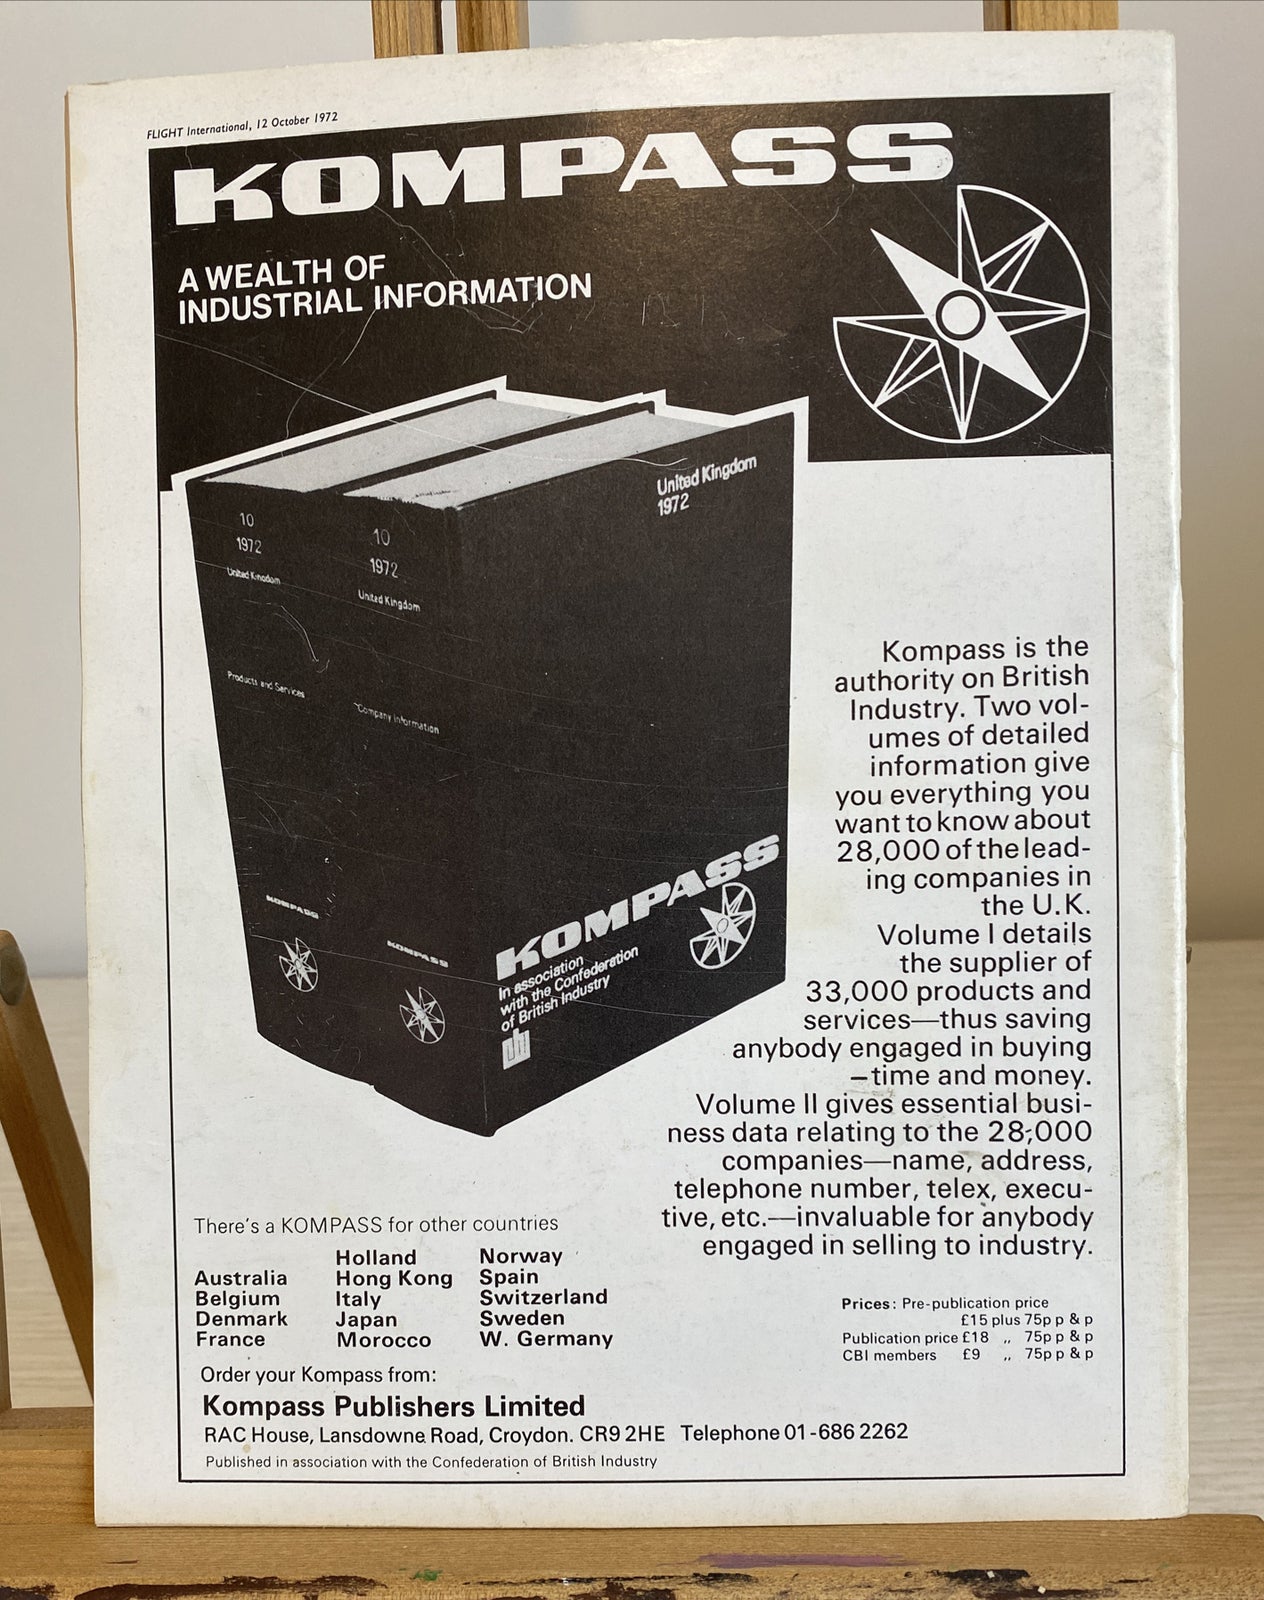 FLIGHT International, 12 October 1972
KOMPASS
A WEALTH OF
INDUSTRIAL INFORMATION
United Kingdom
1972
10
1972
United Kingdom
Products and Services
KOMPASS
10
1972
United Kingdom
Company Information
KOMPASS
KOMPASS
In association
with the Confederation
of British Industry
Kompass is the
authority on British
Industry. Two vol-
umes of detailed
information give
you everything you
want to know about
28,000 of the lead-
ing companies in
the U.K.
Volume I details
the supplier of
33,000 products and
services—thus saving
anybody engaged in buying
—time and money.
Volume II gives essential busi-
ness data relating to the 28,000
companies—name, address,
telephone number, telex, execu-
tive, etc.—invaluable for anybody
engaged in selling to industry.
There's a KOMPASS for other countries
Holland Norway
Australia Hong Kong Spain
Belgium Italy Switzerland
Denmark Japan Sweden
France Morocco W. Germany
Prices: Pre-publication price
£15 plus 75p p & p
Publication price £18 ,, 75p p & p
CBI members £9 ,, 75p p & p
Order your Kompass from:
Kompass Publishers Limited
RAC House, Lansdowne Road, Croydon. CR9 2HE Telephone 01-686 2262
Published in association with the Confederation of British Industry